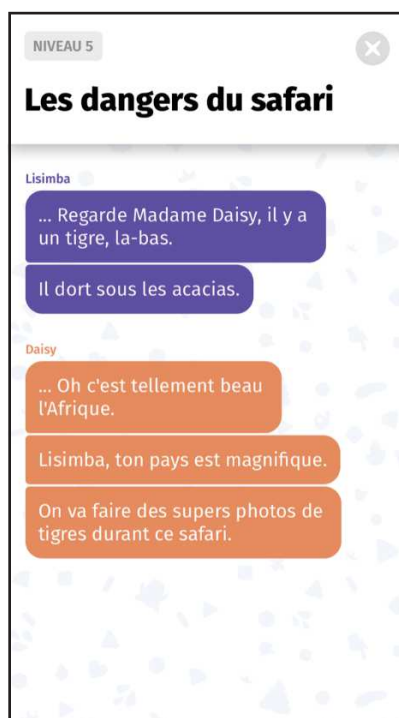 NIVEAU 5
Les dangers du safari
Lisimba
... Regarde Madame Daisy, il y a
un tigre, la-bas.
Il dort sous les acacias.
Daisy
... Oh c'est tellement beau
l'Afrique.
Lisimba, ton pays est magnifique.
On va faire des supers photos de
tigres durant ce safari.